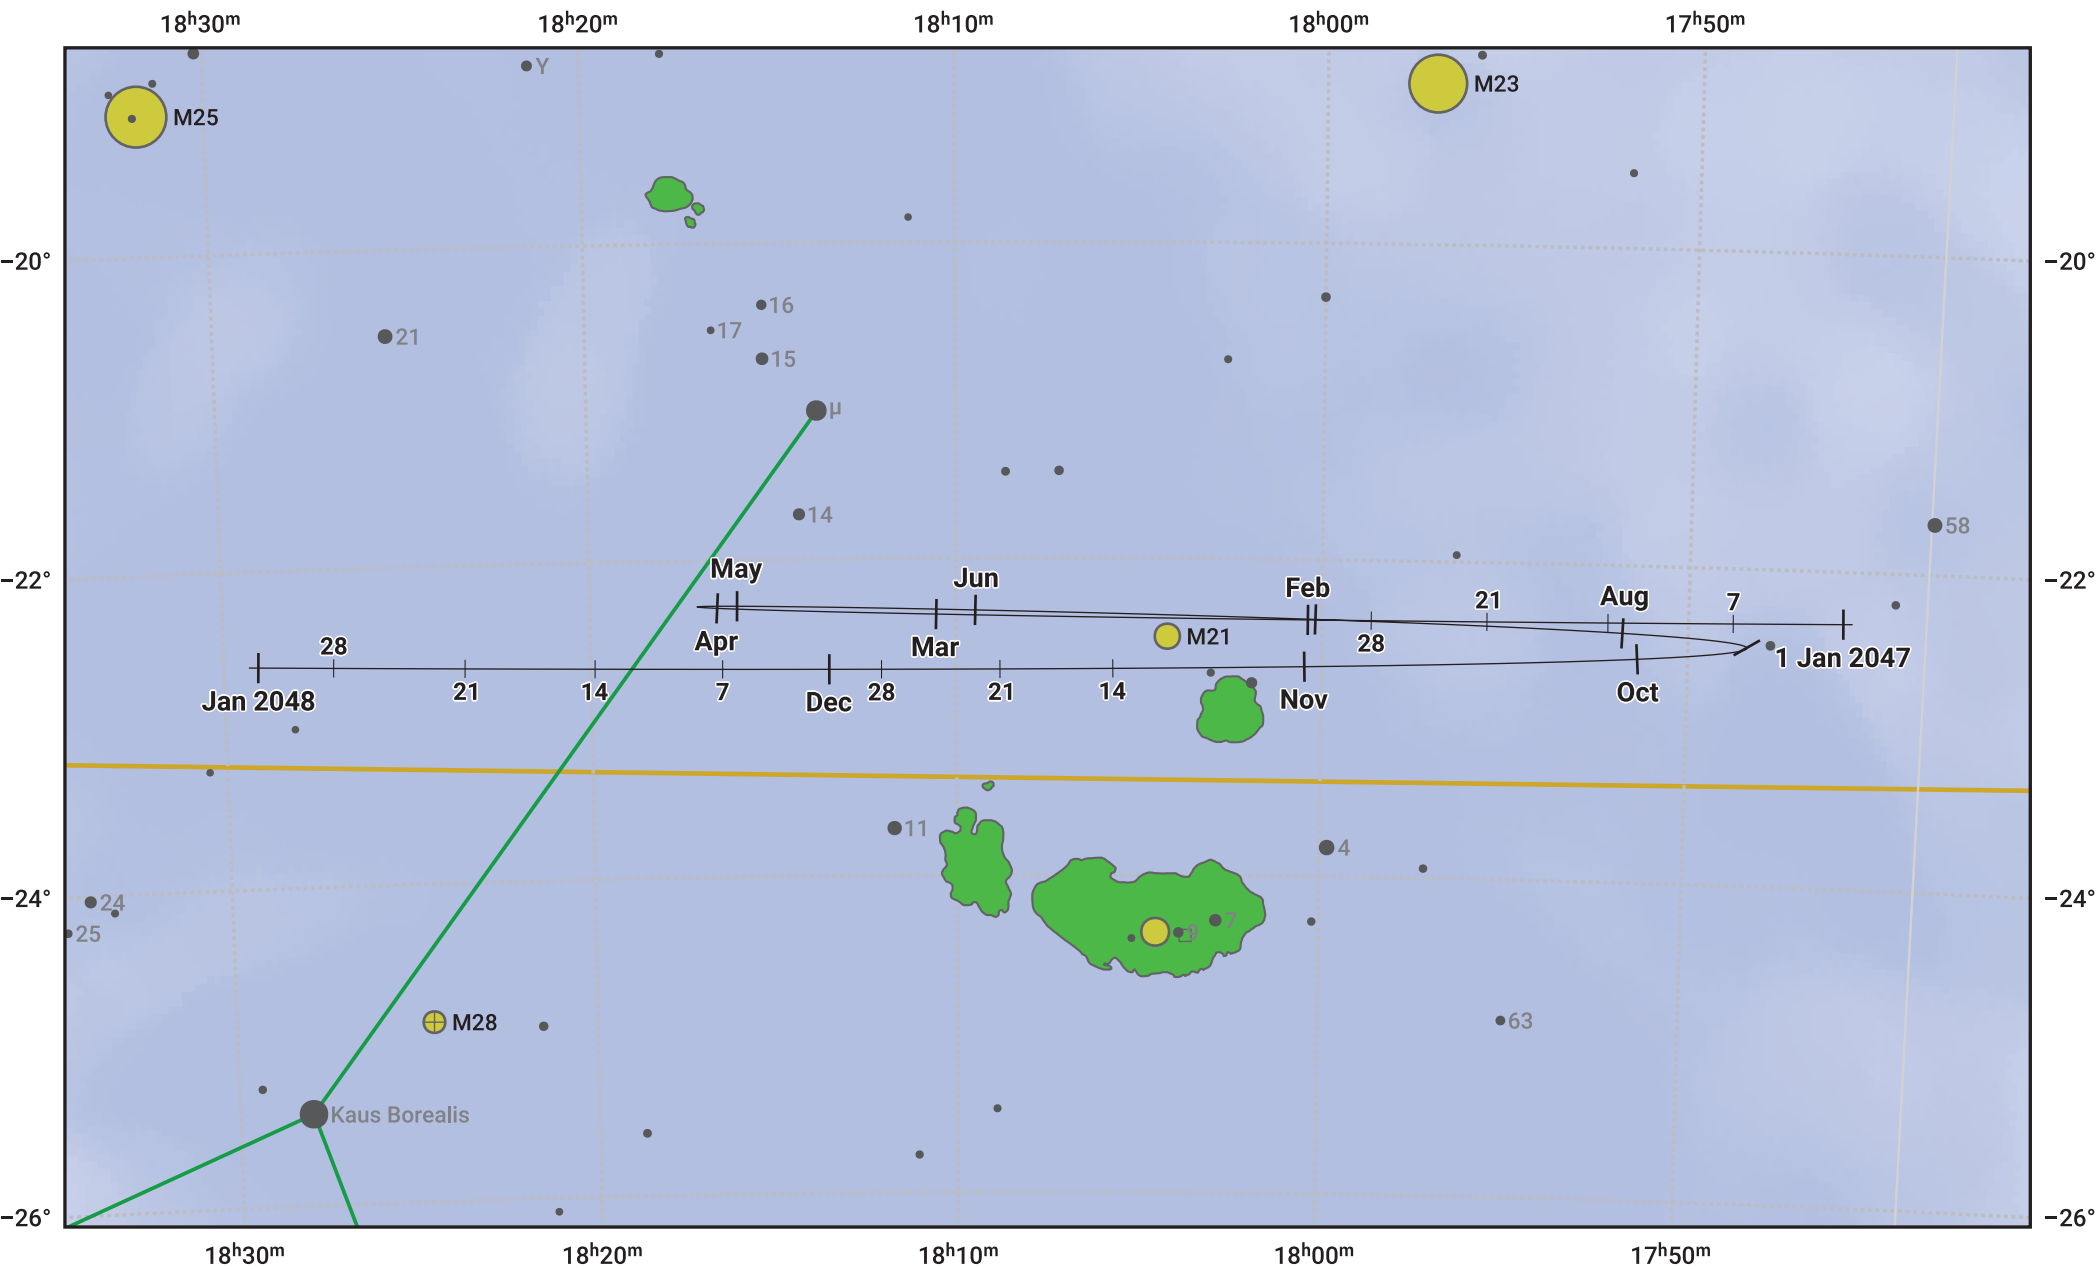 18ʰ30ᵐ 18ʰ20ᵐ 18ʰ10ᵐ 18ʰ00ᵐ 17ʰ50ᵐ
Y
M23
M25
−20° −20°
16
17
21
15
μ
14
58
May
−22° −22°
Jun
Feb
21
Aug
7
Apr
M21
28
28
Mar
1 Jan 2047
Jan 2048
21
14
7
Dec
28
21
14
Nov
Oct
11
4
−24° −24°
24
7
9
25
M28
63
Kaus Borealis
−26° −26°
18ʰ30ᵐ 18ʰ20ᵐ 18ʰ10ᵐ 18ʰ00ᵐ 17ʰ50ᵐ